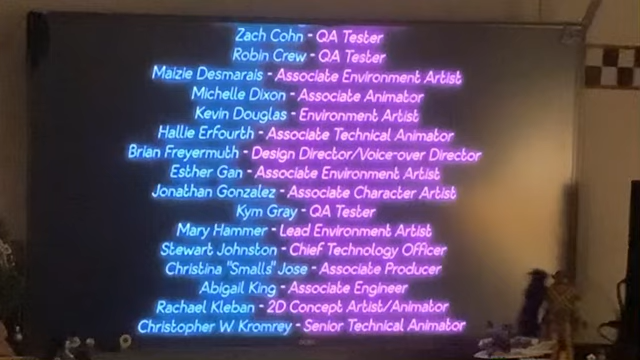 Zach Cohn - QA Tester
Robin Crew - QA Tester
Maizie Desmarais - Associate Environment Artist
Michelle Dixon - Associate Animator
Kevin Douglas - Environment Artist
Hallie Erfourth - Associate Technical Animator
Brian Freyermuth - Design Director/Voice-over Director
Esther Gan - Associate Environment Artist
Jonathan Gonzalez - Associate Character Artist
Kym Gray - QA Tester
Mary Hammer - Lead Environment Artist
Stewart Johnston - Chief Technology Officer
Christina "Smalls" Jose - Associate Producer
Abigail King - Associate Engineer
Rachael Kleban - 2D Concept Artist/Animator
Christopher W Kromrey - Senior Technical Animator